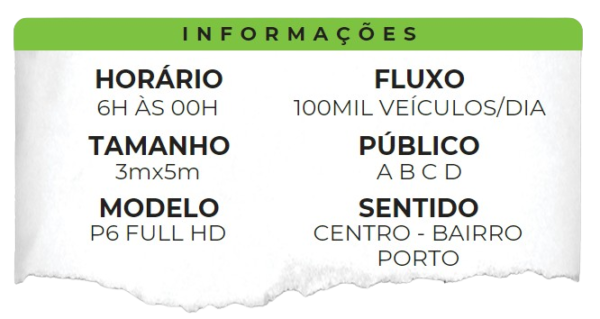 INFORMAÇÕES
HORÁRIO
6H ÀS 00H
FLUXO
100MIL VEÍCULOS/DIA
TAMANHO
3mx5m
PÚBLICO
A B C D
MODELO
P6 FULL HD
SENTIDO
CENTRO - BAIRRO
PORTO